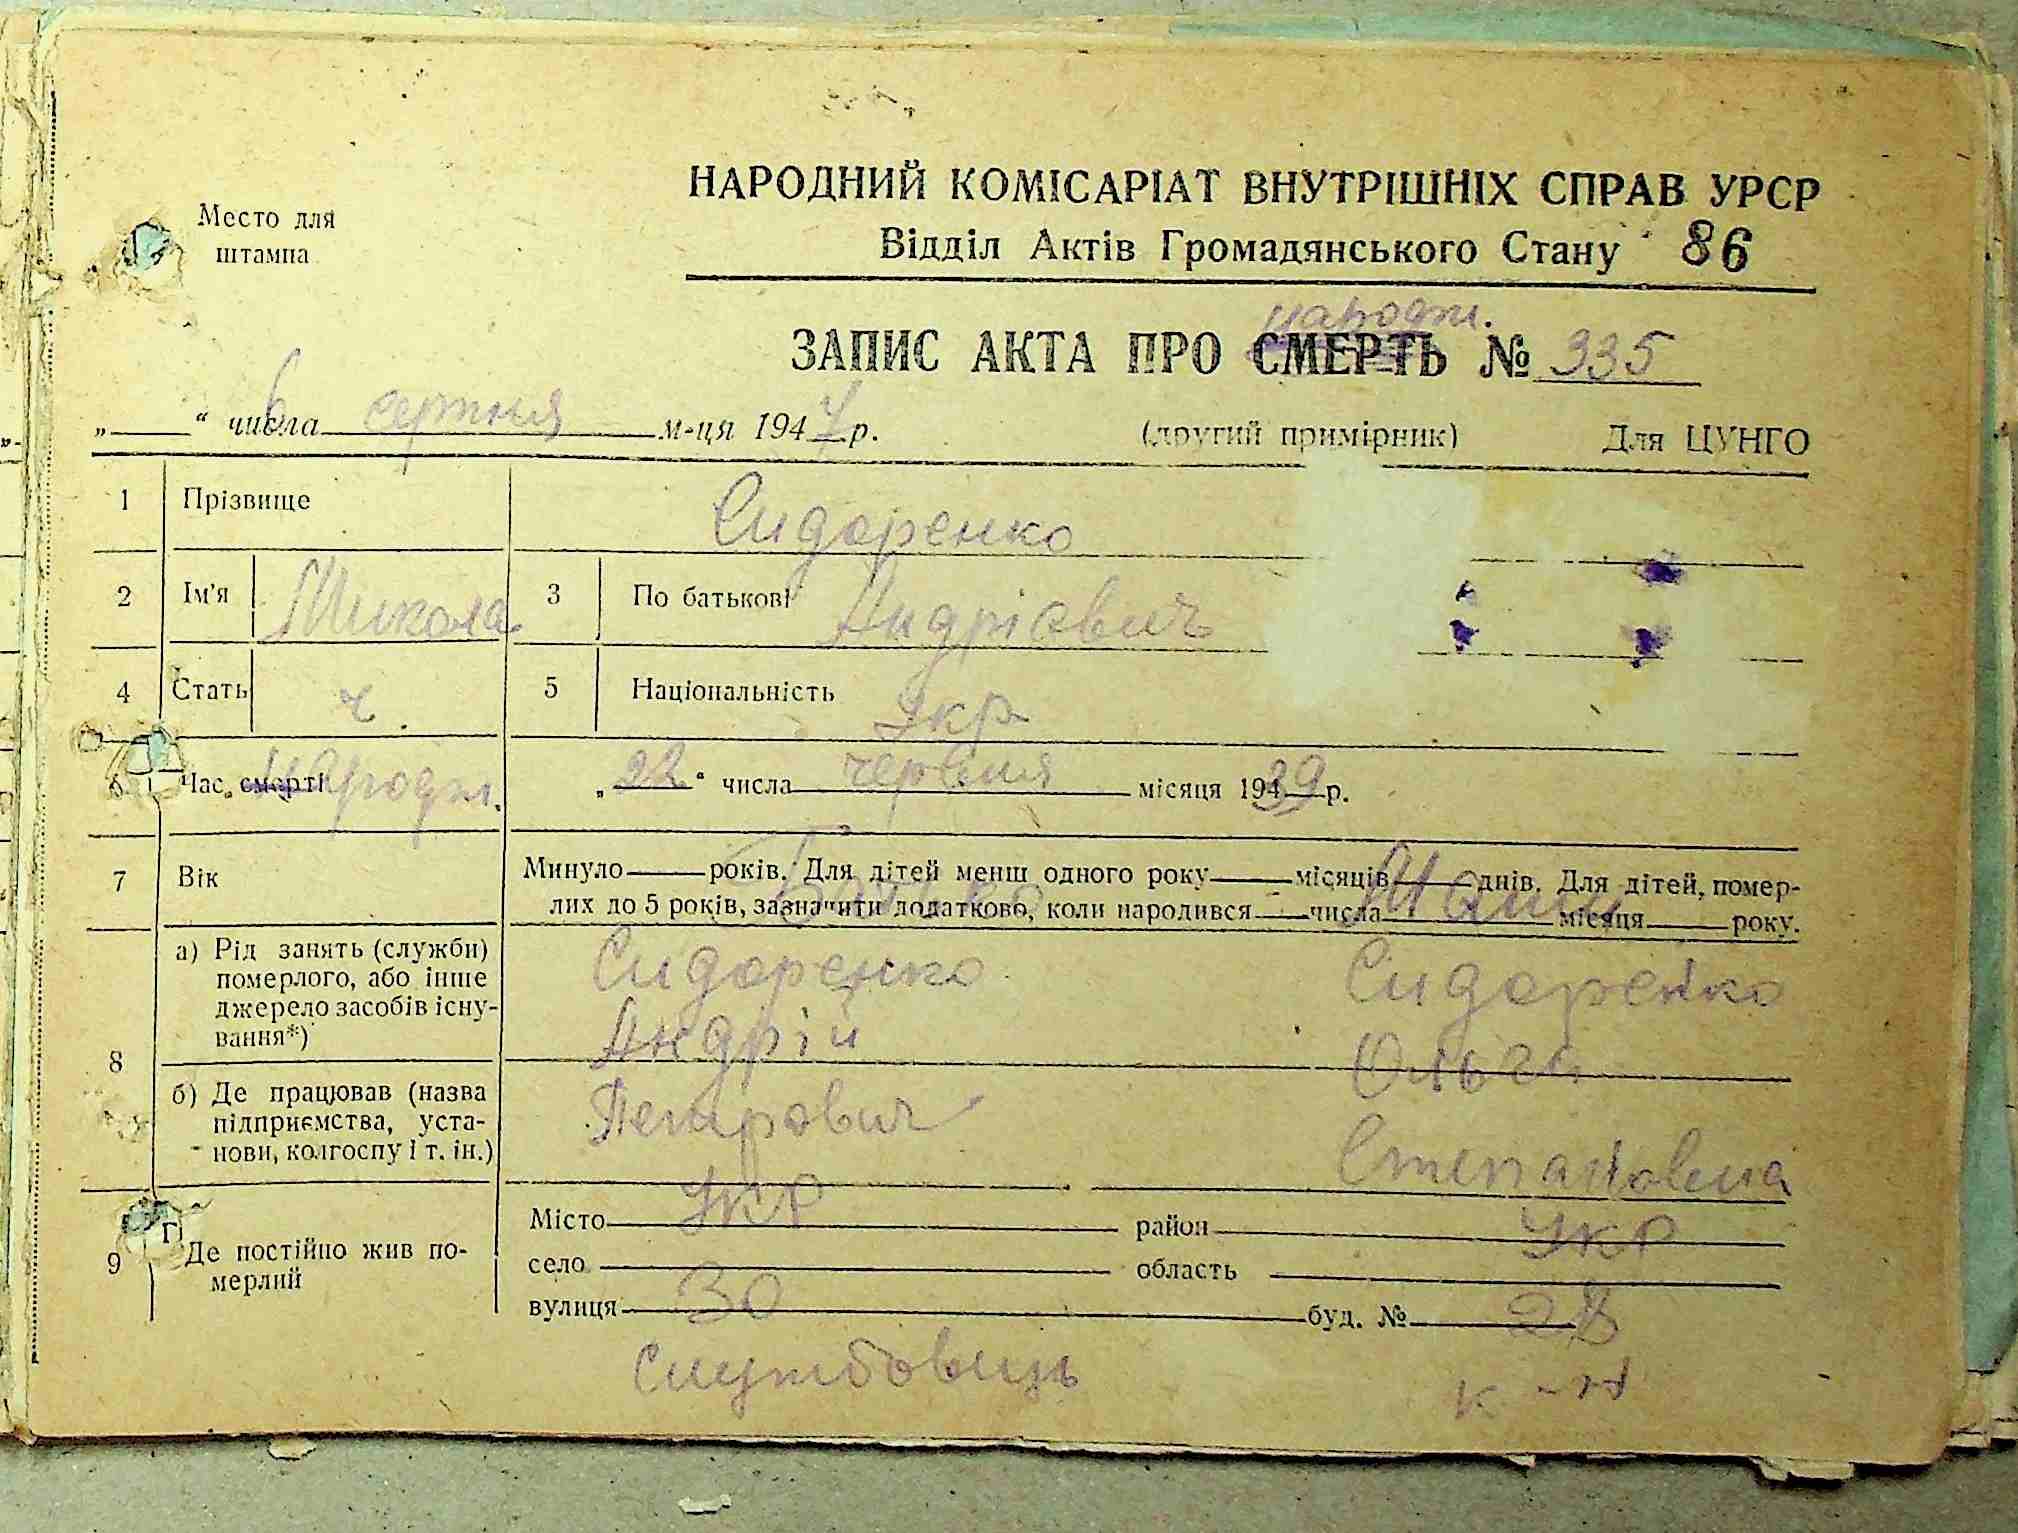 НАРОДНИЙ КОМІСАРІАТ ВНУТРІШНІХ СПРАВ УРСР
Место для штампа
Відділ Актів Громадянського Стану 86
народж.
ЗАПИС АКТА ПРО СМЕРТЬ № 335
„ “ 6 числа серпня м-ця 1944 р. (другий примірник) Для ЦУНГО
1 Прізвище Сидоренко
2 Ім'я Микола 3 По батькові Андрієвич
4 Стать ч. 5 Національність Укр
6 Час смерті народж. „22“ числа червня місяця 1939 р.
7 Вік Минуло років. Для дітей менш одного року місяців днів. Для дітей, помер-
лих до 5 років, зазначити додатково, коли народився числа місяця року.
Батько Мати
8 а) Рід занять (служби) померлого, або інше джерело засобів існу-вання*)
Сидоренко Сидоренко
Андрій Ольга
б) Де працював (назва підприємства, уста-нови, колгоспу і т. ін.)
Петрович Степановна
Укр Укр
9 Де постійно жив по-мерлий
Місто район
село область
вулиця 30 буд. № 28
Службовець к-н